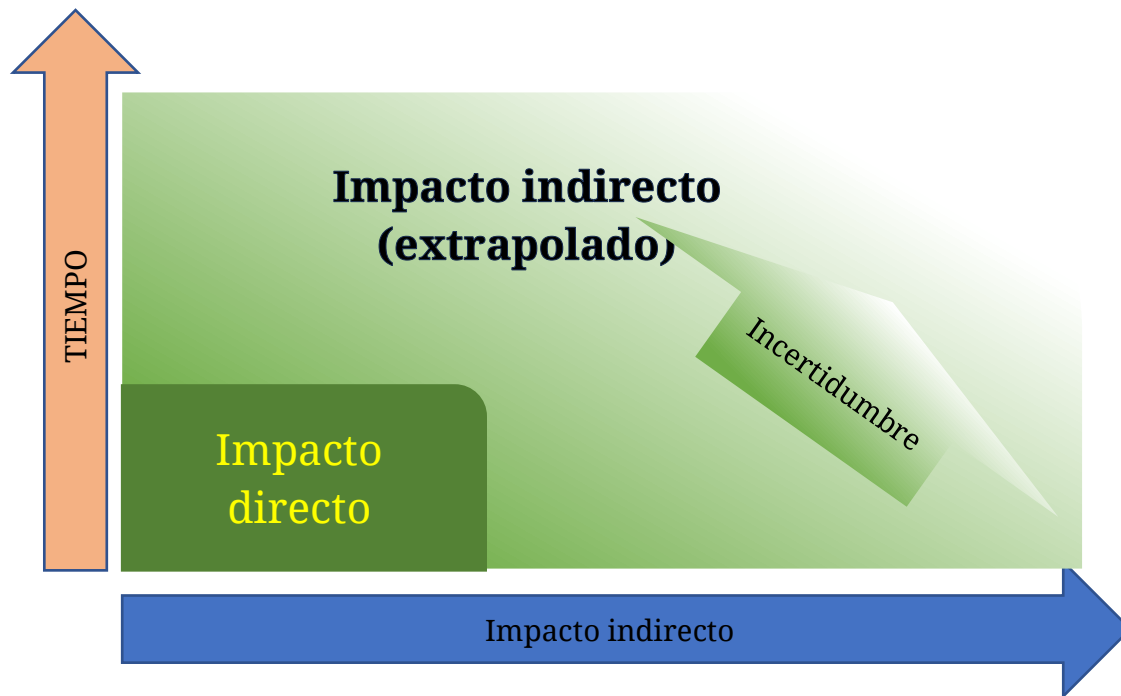 Impacto indirecto
(extrapolado)
TIEMPO
Incertidumbre
Impacto
directo
Impacto indirecto